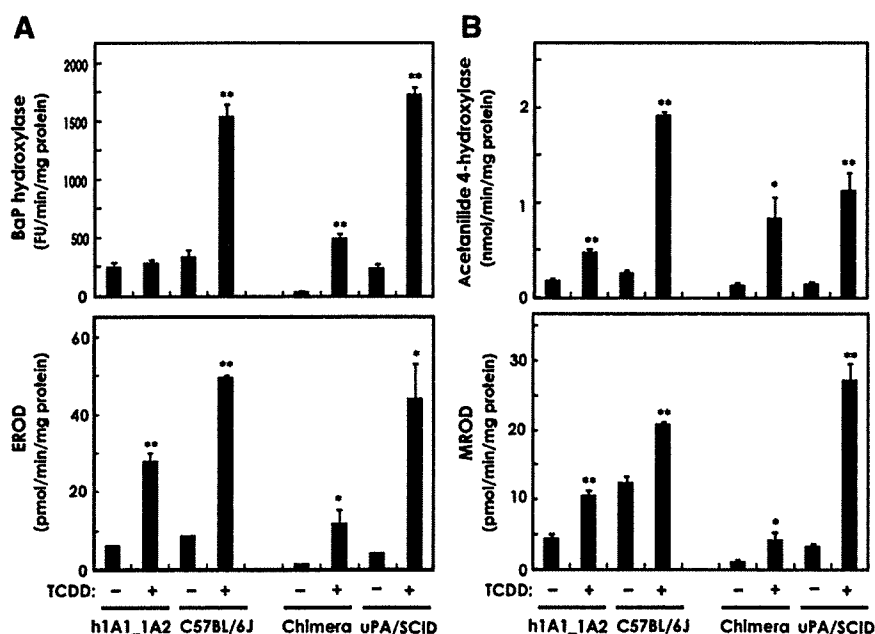 A
BaP hydroxylase
(FU/min/mg protein)
2000
1500
1000
500
0
**
**
**
EROD
(pmol/min/mg protein)
60
40
20
0
**
**
*
*
TCDD: - + - + - + - +
h1A1_1A2 C57BL/6J Chimera uPA/SCID
B
Acetanilide 4-hydroxylase
(nmol/min/mg protein)
2
1
0
**
**
*
**
MROD
(pmol/min/mg protein)
30
20
10
0
**
**
*
**
- + - + - + - +
h1A1_1A2 C57BL/6J Chimera uPA/SCID